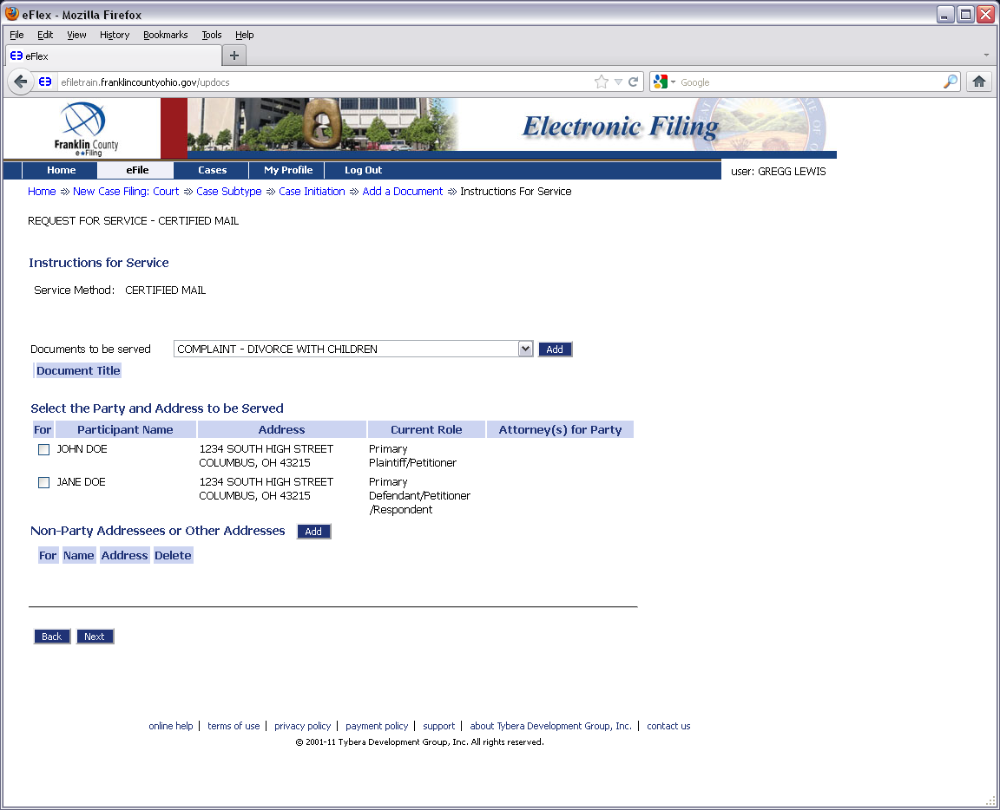 eFlex - Mozilla Firefox
File Edit View History Bookmarks Tools Help
eFlex
efiletrain.franklincountyohio.gov/updocs
Google
Franklin County
e★Filing
Electronic Filing
Home eFile Cases My Profile Log Out
user: GREGG LEWIS
Home ⇒ New Case Filing: Court ⇒ Case Subtype ⇒ Case Initiation ⇒ Add a Document ⇒ Instructions For Service
REQUEST FOR SERVICE - CERTIFIED MAIL
Instructions for Service
Service Method: CERTIFIED MAIL
Documents to be served COMPLAINT - DIVORCE WITH CHILDREN Add
Document Title
Select the Party and Address to be Served
For Participant Name Address Current Role Attorney(s) for Party
JOHN DOE 1234 SOUTH HIGH STREET Primary
COLUMBUS, OH 43215 Plaintiff/Petitioner
JANE DOE 1234 SOUTH HIGH STREET Primary
COLUMBUS, OH 43215 Defendant/Petitioner
/Respondent
Non-Party Addressees or Other Addresses Add
For Name Address Delete
Back Next
online help | terms of use | privacy policy | payment policy | support | about Tybera Development Group, Inc. | contact us
© 2001-11 Tybera Development Group, Inc. All rights reserved.